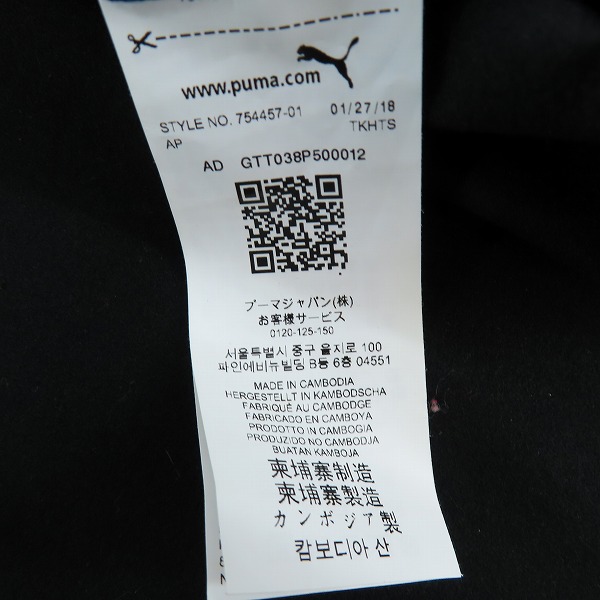 www.puma.com
STYLE NO. 754457-01 01/27/18
AP TKHTS
AD GTT038P500012
プーマジャパン(株)
お客様サービス
0120-125-150
서울특별시 중구 을지로 100
파인에비뉴빌딩 B동 6층 04551
MADE IN CAMBODIA
HERGESTELLT IN KAMBODSCHA
FABRIQUÉ AU CAMBODGE
FABRICADO EN CAMBOYA
PRODOTTO IN CAMBOGIA
PRODUZIDO NO CAMBODJA
BUATAN KAMBOJA
柬埔寨制造
柬埔寨製造
カンボジア製
캄보디아 산